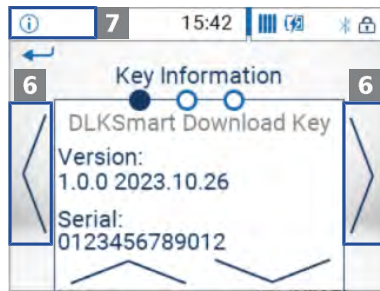 7 15:42
Key Information
6 6
DLKSmart Download Key
Version:
1.0.0 2023.10.26
Serial:
0123456789012